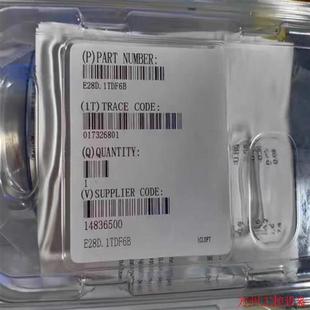 (P)PART NUMBER:
E28D.1TDF6B
(1T)TRACE CODE:
017326801
(Q)QUANTITY:
1
(V)SUPPLIER CODE:
14836500
E28D.1TDF6B